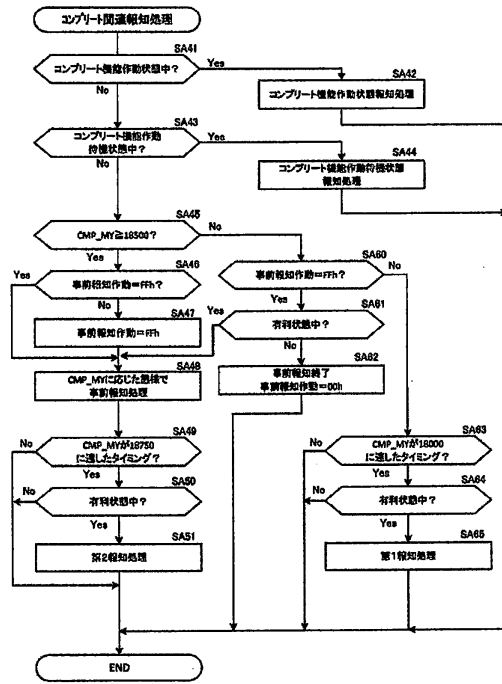 コンプリート関連報知処理
SA41
コンプリート機能作動状態中?
Yes
No
SA42
コンプリート機能作動状態報知処理
SA43
コンプリート機能作動
待機状態中?
Yes
No
SA44
コンプリート機能作動待機状態
報知処理
SA45
CMP_MY≧18500?
No
Yes
SA46
事前報知作動=FFh?
Yes
No
SA60
事前報知作動=FFh?
No
Yes
SA47
事前報知作動=FFh
SA61
有利状態中?
Yes
No
SA48
CMP_MYに応じた態様で
事前報知処理
SA62
事前報知終了
事前報知作動=00h
SA49
CMP_MYが18750
に達したタイミング?
No
Yes
SA63
CMP_MYが18000
に達したタイミング?
No
Yes
SA50
有利状態中?
No
Yes
SA64
有利状態中?
No
Yes
SA51
第2報知処理
SA65
第1報知処理
END